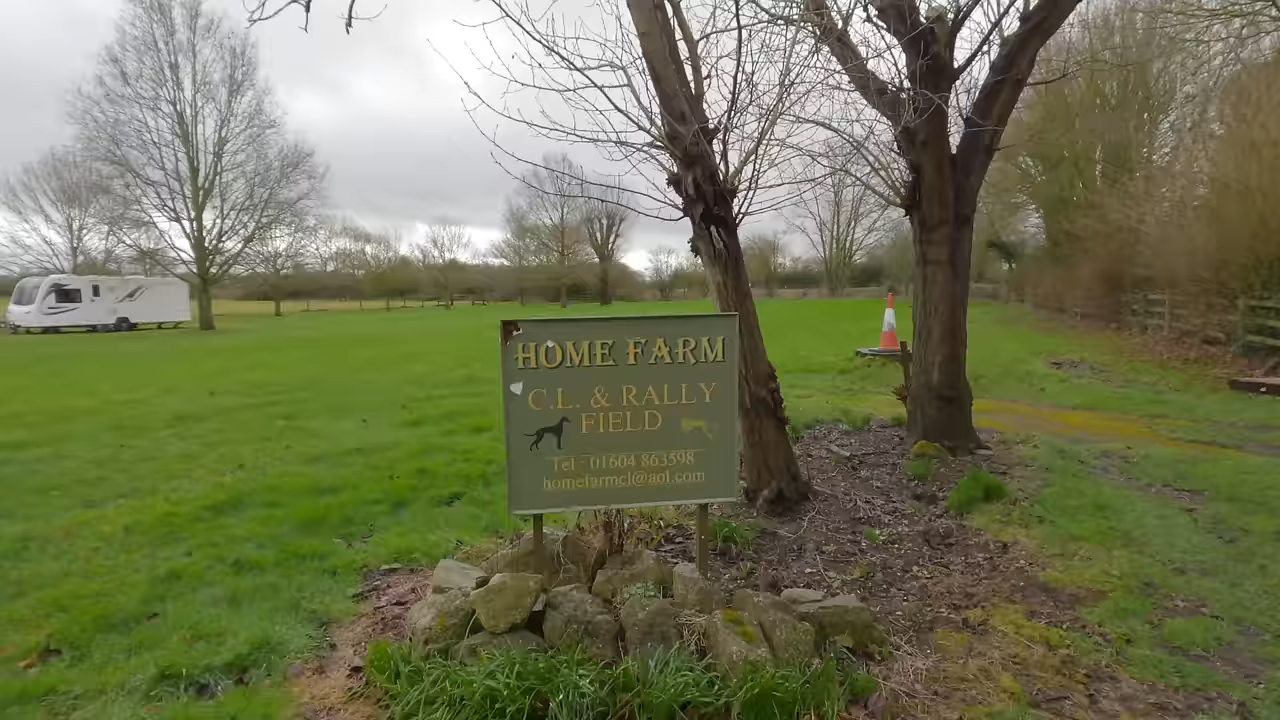 HOME FARM
C.L. & RALLY
FIELD
Tel - 01604 863598
homefarmcl@aol.com